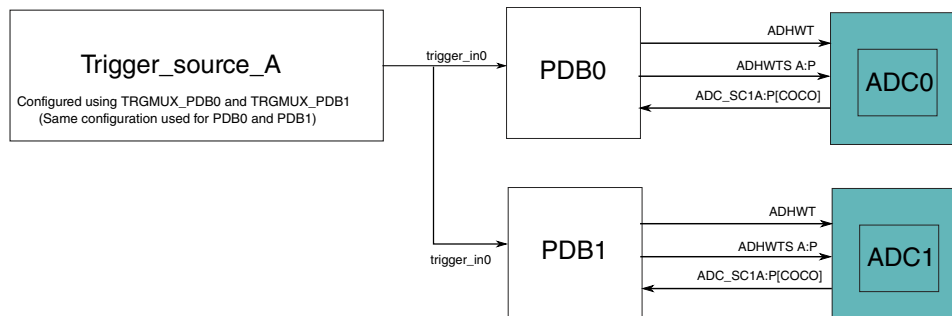 Trigger_source_A
Configured using TRGMUX_PDB0 and TRGMUX_PDB1
(Same configuration used for PDB0 and PDB1)
trigger_in0
PDB0
ADHWT
ADHWTS A:P
ADC_SC1A:P[COCO]
ADC0
trigger_in0
PDB1
ADHWT
ADHWTS A:P
ADC_SC1A:P[COCO]
ADC1